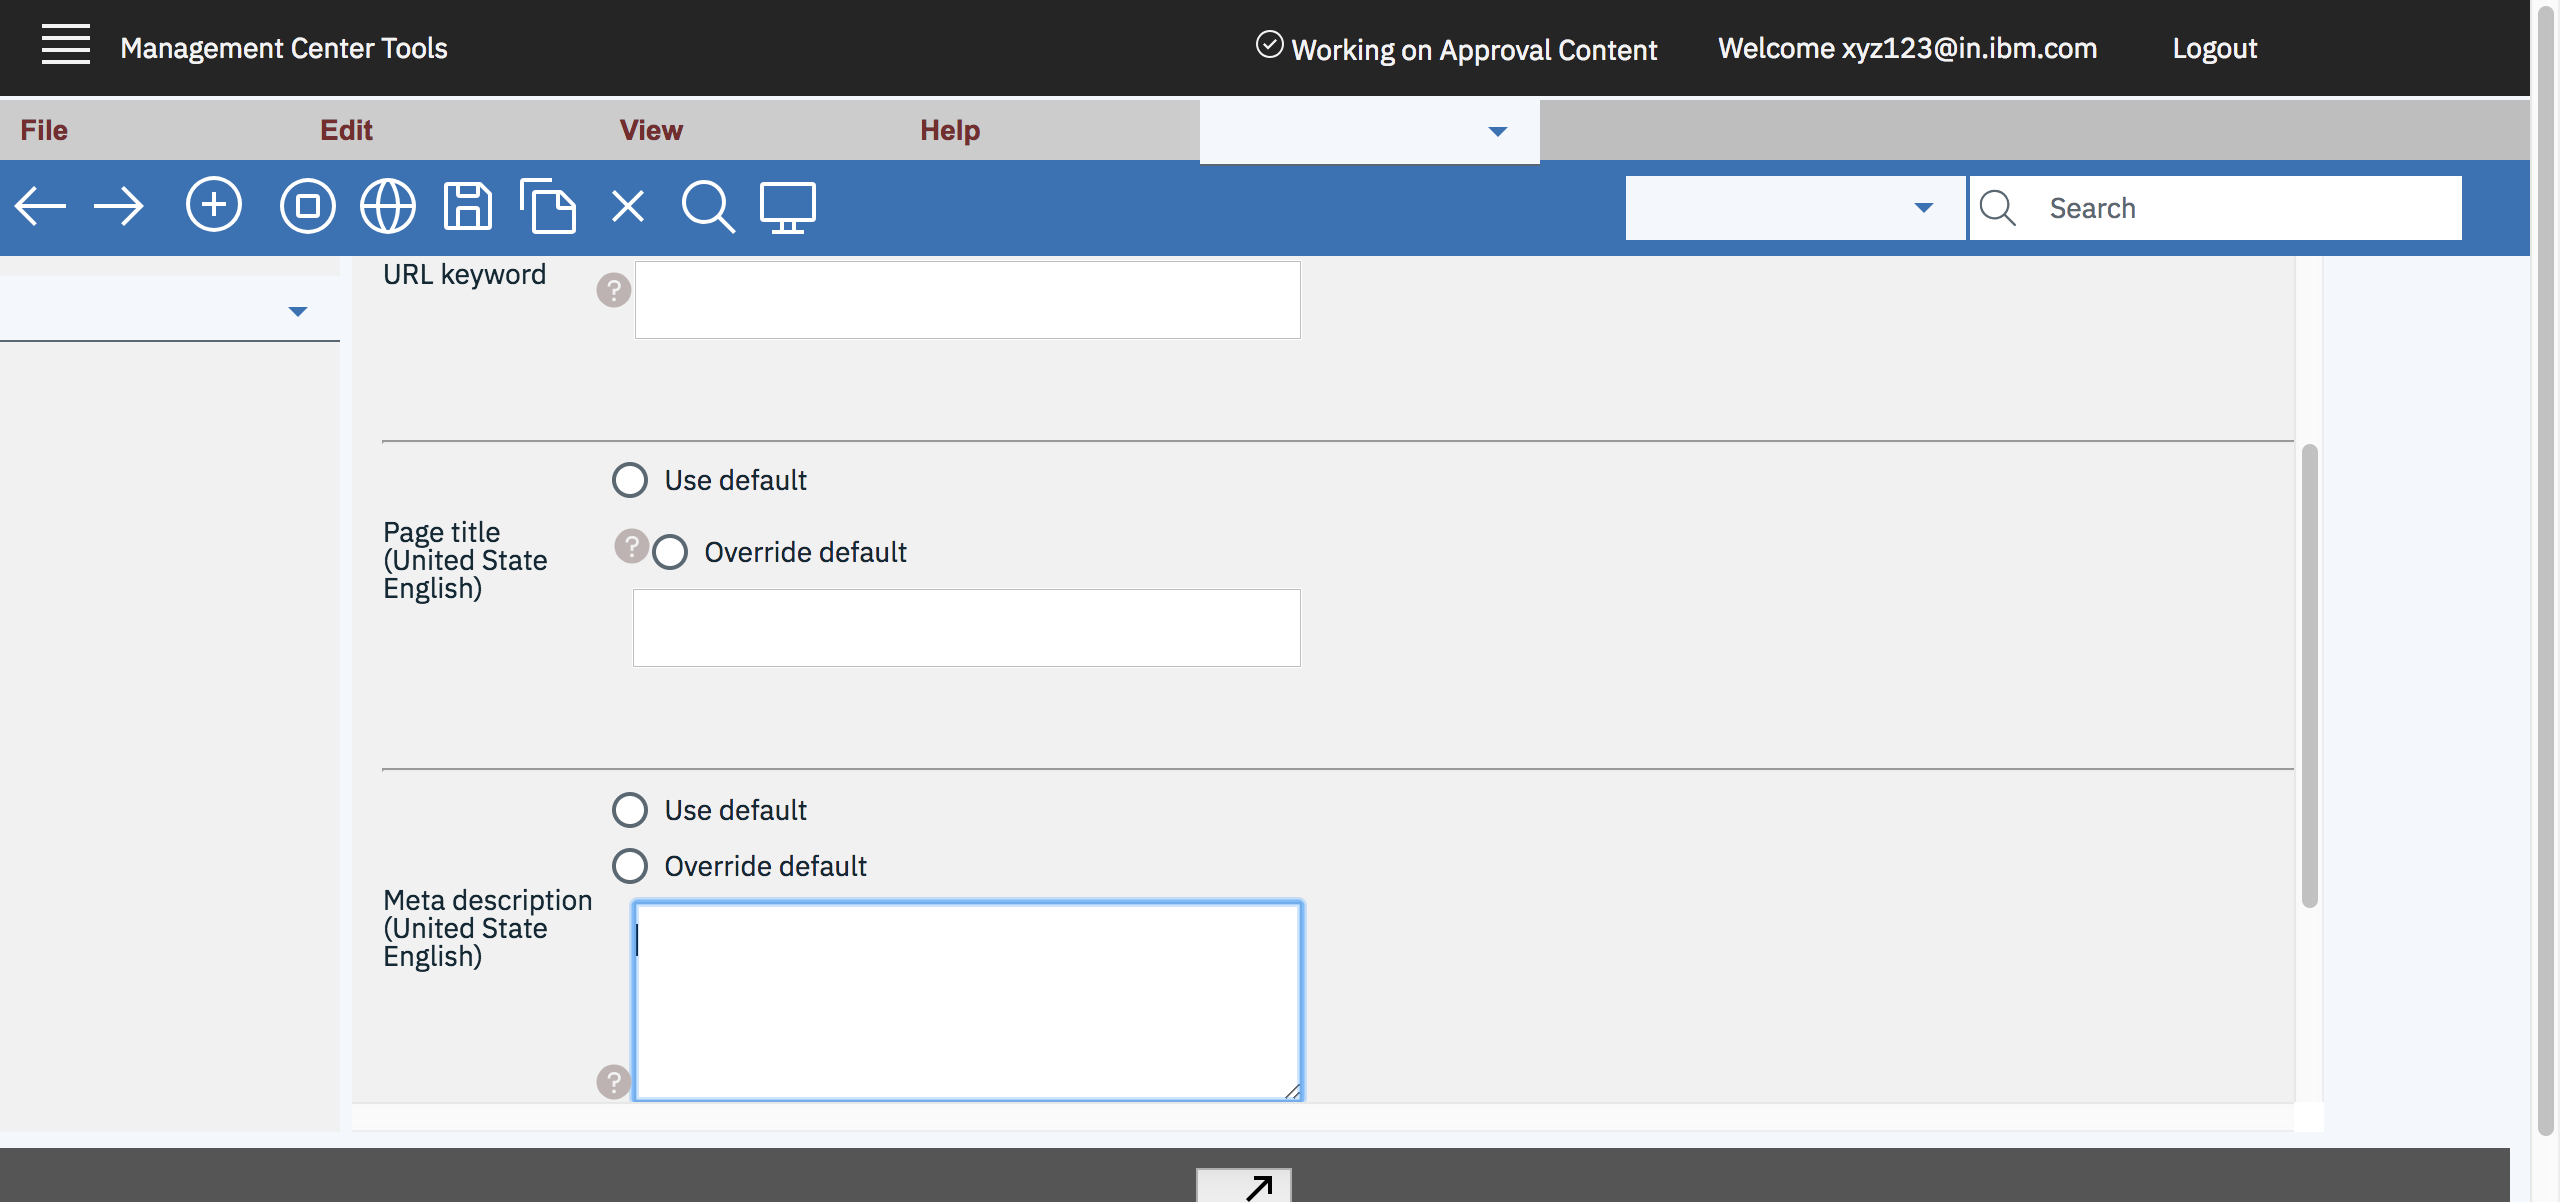 Management Center Tools
Working on Approval Content
Welcome xyz123@in.ibm.com
Logout
File
Edit
View
Help
Search
URL keyword
?
Use default
Page title
(United State
English)
?
Override default
Use default
Override default
Meta description
(United State
English)
?